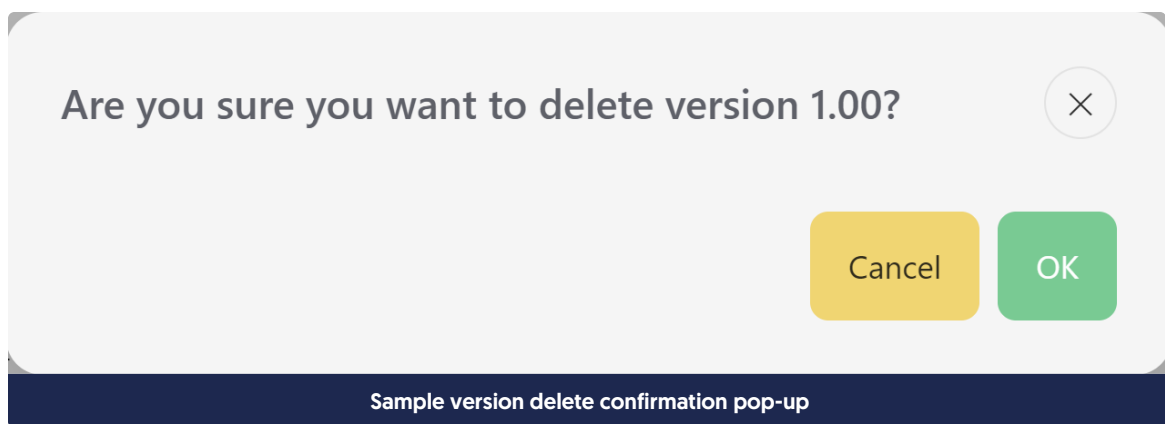 Are you sure you want to delete version 1.00?
Cancel OK
Sample version delete confirmation pop-up